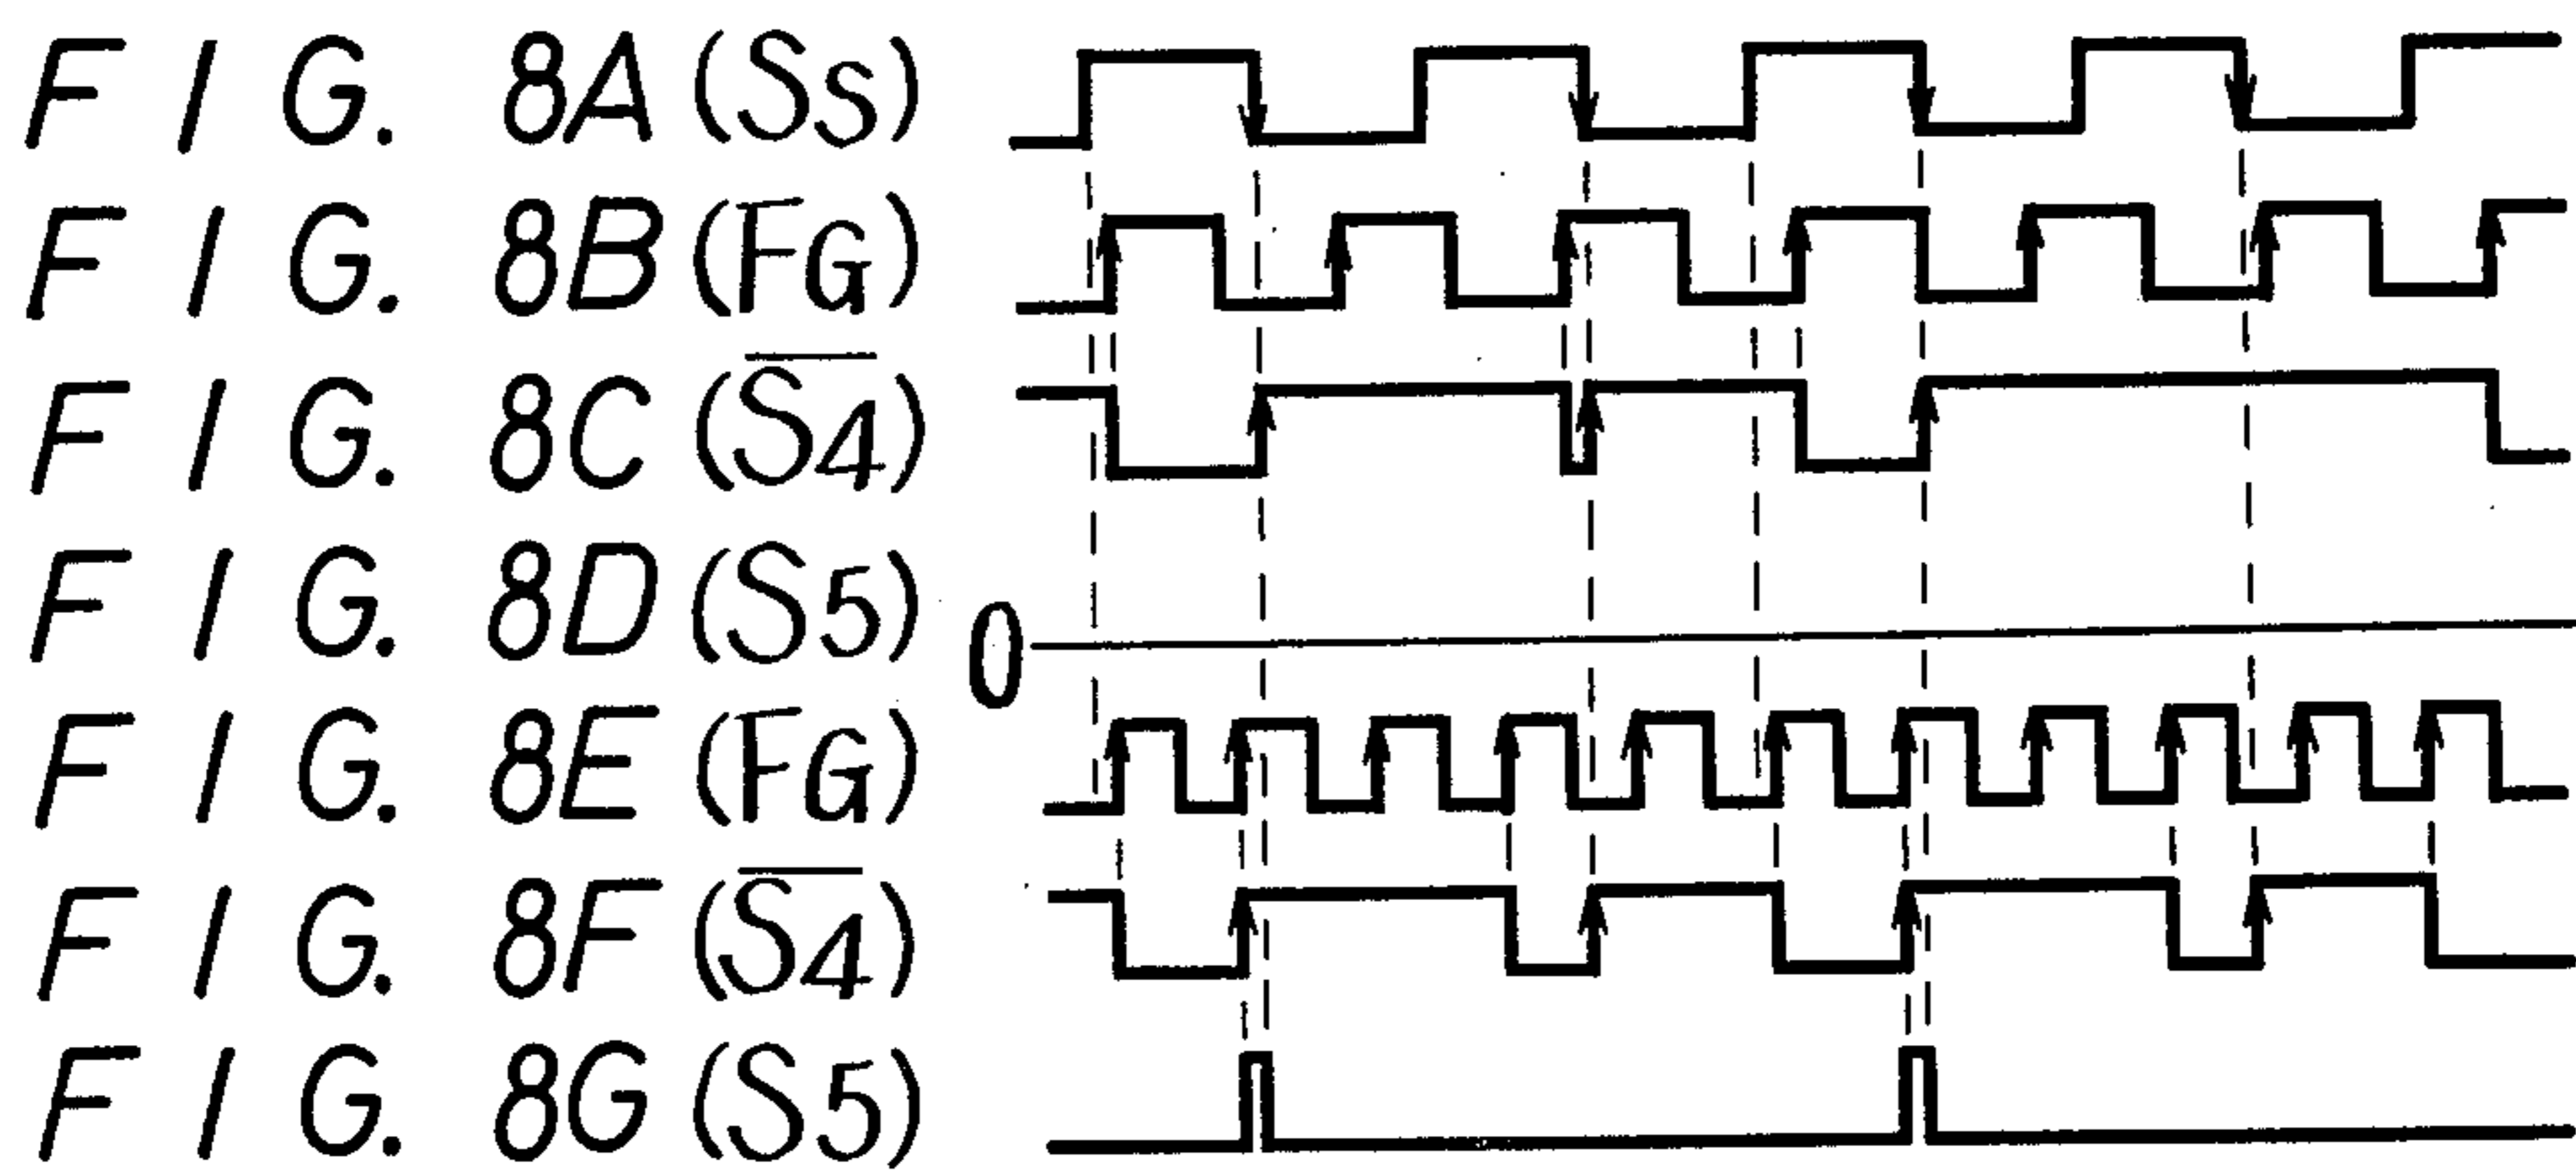 FIG. 8A (SS)
FIG. 8B (FG)
FIG. 8C (S̅4̅)
FIG. 8D (S5) 0
FIG. 8E (FG)
FIG. 8F (S̅4̅)
FIG. 8G (S5)